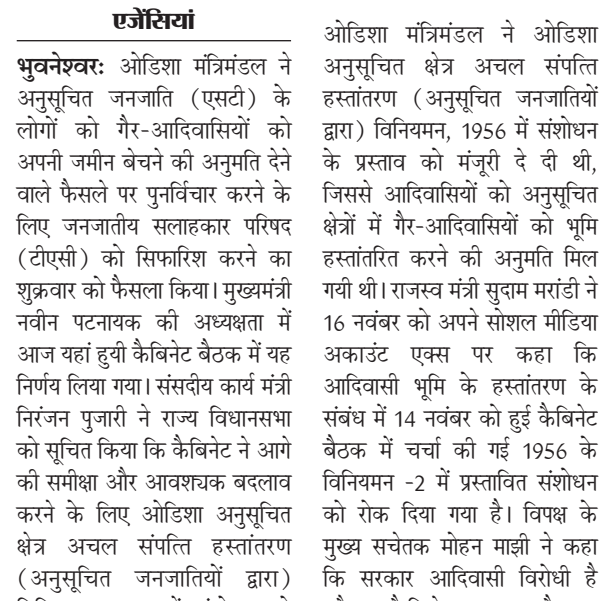 एजेंसियां
भुवनेश्वरः ओडिशा मंत्रिमंडल ने
अनुसूचित जनजाति (एसटी) के
लोगों को गैर-आदिवासियों को
अपनी जमीन बेचने की अनुमति देने
वाले फैसले पर पुनर्विचार करने के
लिए जनजातीय सलाहकार परिषद
(टीएसी) को सिफारिश करने का
शुक्रवार को फैसला किया। मुख्यमंत्री
नवीन पटनायक की अध्यक्षता में
आज यहां हुयी कैबिनेट बैठक में यह
निर्णय लिया गया। संसदीय कार्य मंत्री
निरंजन पुजारी ने राज्य विधानसभा
को सूचित किया कि कैबिनेट ने आगे
की समीक्षा और आवश्यक बदलाव
करने के लिए ओडिशा अनुसूचित
क्षेत्र अचल संपत्ति हस्तांतरण
(अनुसूचित जनजातियों द्वारा)
ओडिशा मंत्रिमंडल ने ओडिशा
अनुसूचित क्षेत्र अचल संपत्ति
हस्तांतरण (अनुसूचित जनजातियों
द्वारा) विनियमन, 1956 में संशोधन
के प्रस्ताव को मंजूरी दे दी थी,
जिससे आदिवासियों को अनुसूचित
क्षेत्रों में गैर-आदिवासियों को भूमि
हस्तांतरित करने की अनुमति मिल
गयी थी। राजस्व मंत्री सुदाम मरांडी ने
16 नवंबर को अपने सोशल मीडिया
अकाउंट एक्स पर कहा कि
आदिवासी भूमि के हस्तांतरण के
संबंध में 14 नवंबर को हुई कैबिनेट
बैठक में चर्चा की गई 1956 के
विनियमन -2 में प्रस्तावित संशोधन
को रोक दिया गया है। विपक्ष के
मुख्य सचेतक मोहन माझी ने कहा
कि सरकार आदिवासी विरोधी है